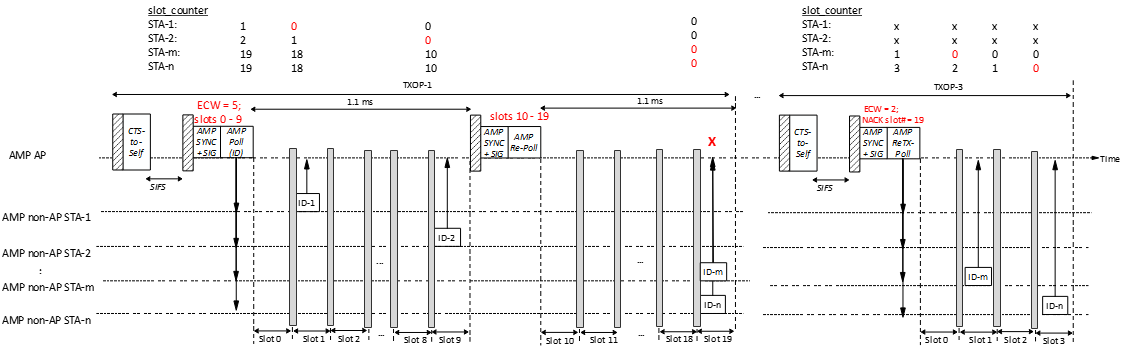 slot_counter
STA-1: 1 0 0 0
STA-2: 2 1 0 0
STA-m: 19 18 10 0
STA-n 19 18 10 0
slot_counter
STA-1: x x x x
STA-2: x x x x
STA-m: 1 0 0 0
STA-n 3 2 1 0
TXOP-1
...
TXOP-3
ECW = 5;
slots 0 - 9
1.1 ms
slots 10 - 19
1.1 ms
ECW = 2;
NACK slot# = 19
CTS-
to-
Self
AMP
SYNC
+ SIG
AMP
Poll
(ID)
AMP
SYNC
+ SIG
AMP
Re-Poll
X
CTS-
to-
Self
AMP
SYNC
+ SIG
AMP
ReTX-
Poll
AMP AP
Time
SIFS
SIFS
ID-1
AMP non-AP STA-1
ID-2
AMP non-AP STA-2
:
...
...
ID-m
ID-m
AMP non-AP STA-m
ID-n
ID-n
AMP non-AP STA-n
Slot 0 Slot 1 Slot 2 ... Slot 8 Slot 9 Slot 10 Slot 11 ... Slot 18 Slot 19 Slot 0 Slot 1 Slot 2 Slot 3